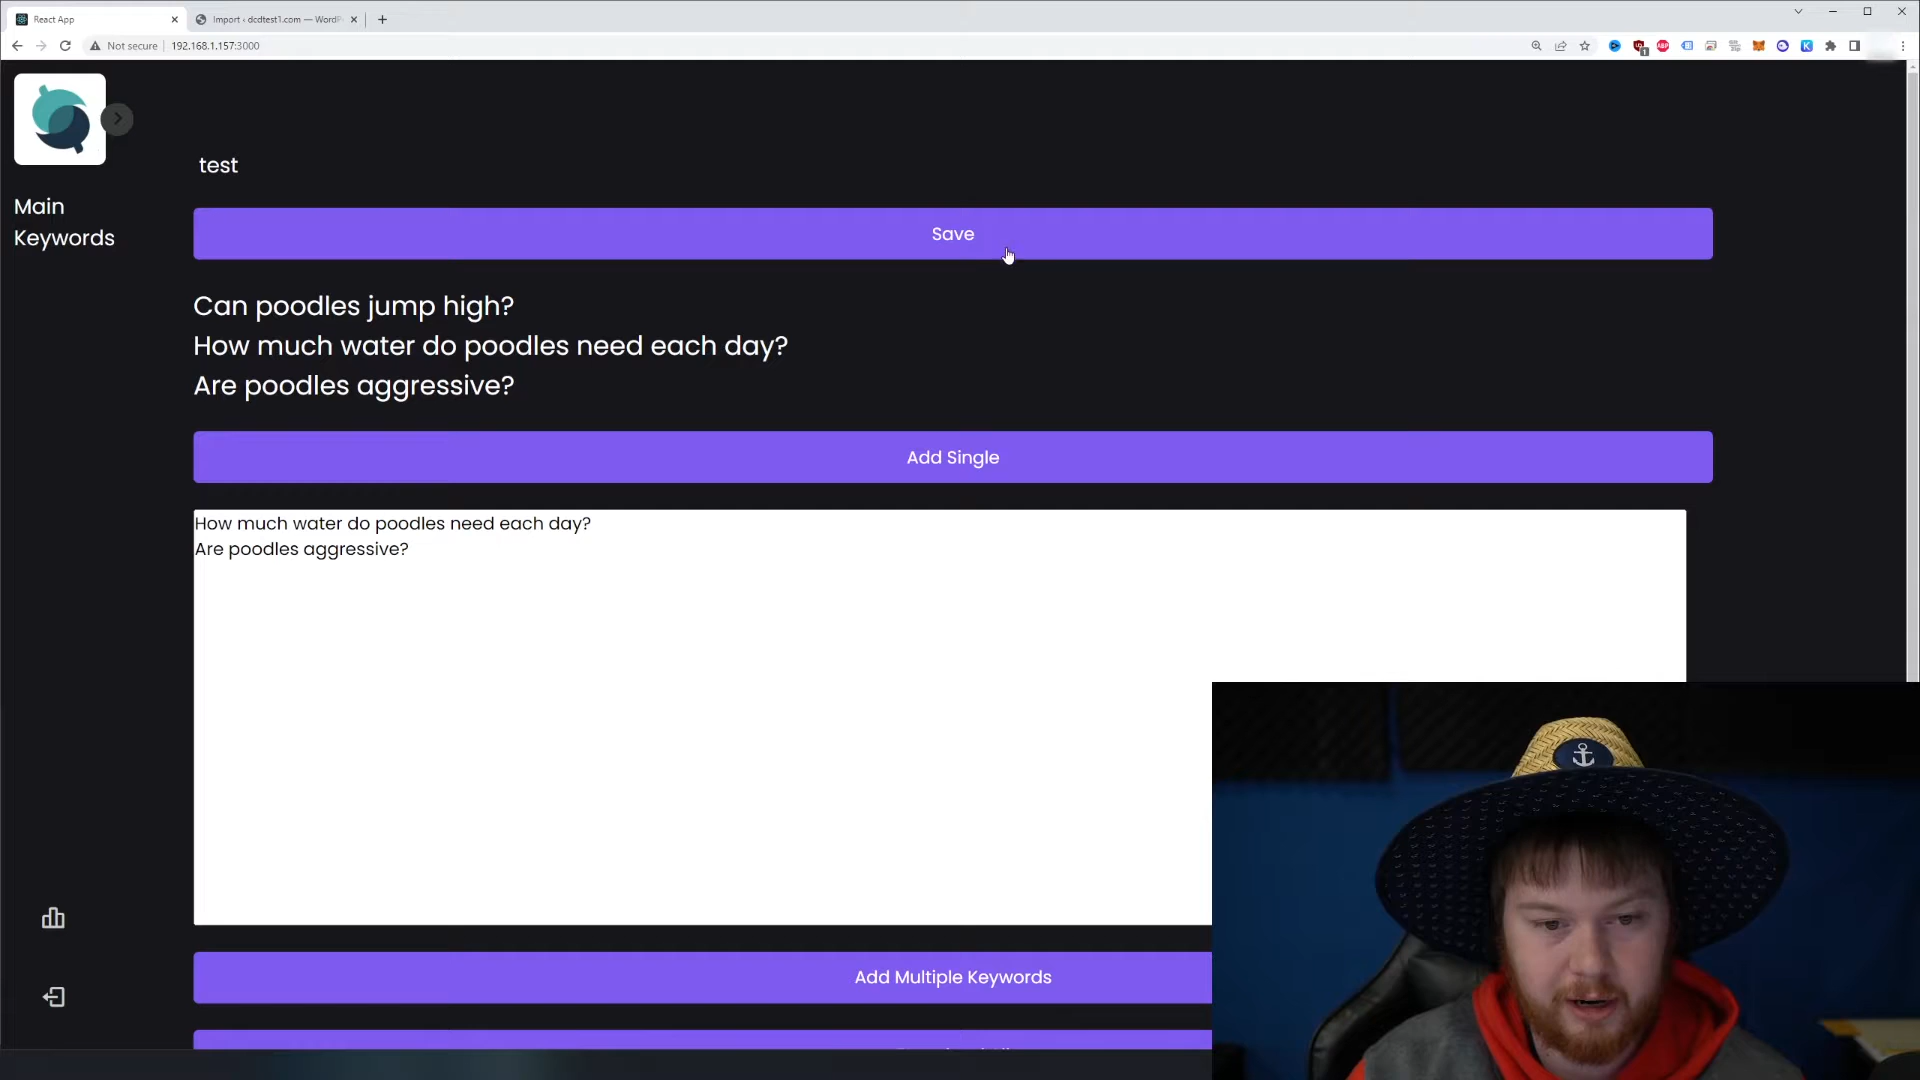 React App
Import ‹ dcdtest1.com — WordP
Not secure
192.168.1.157:3000
ABP
1
K
test
Main
Keywords
Save
Can poodles jump high?
How much water do poodles need each day?
Are poodles aggressive?
Add Single
How much water do poodles need each day?
Are poodles aggressive?
Add Multiple Keywords